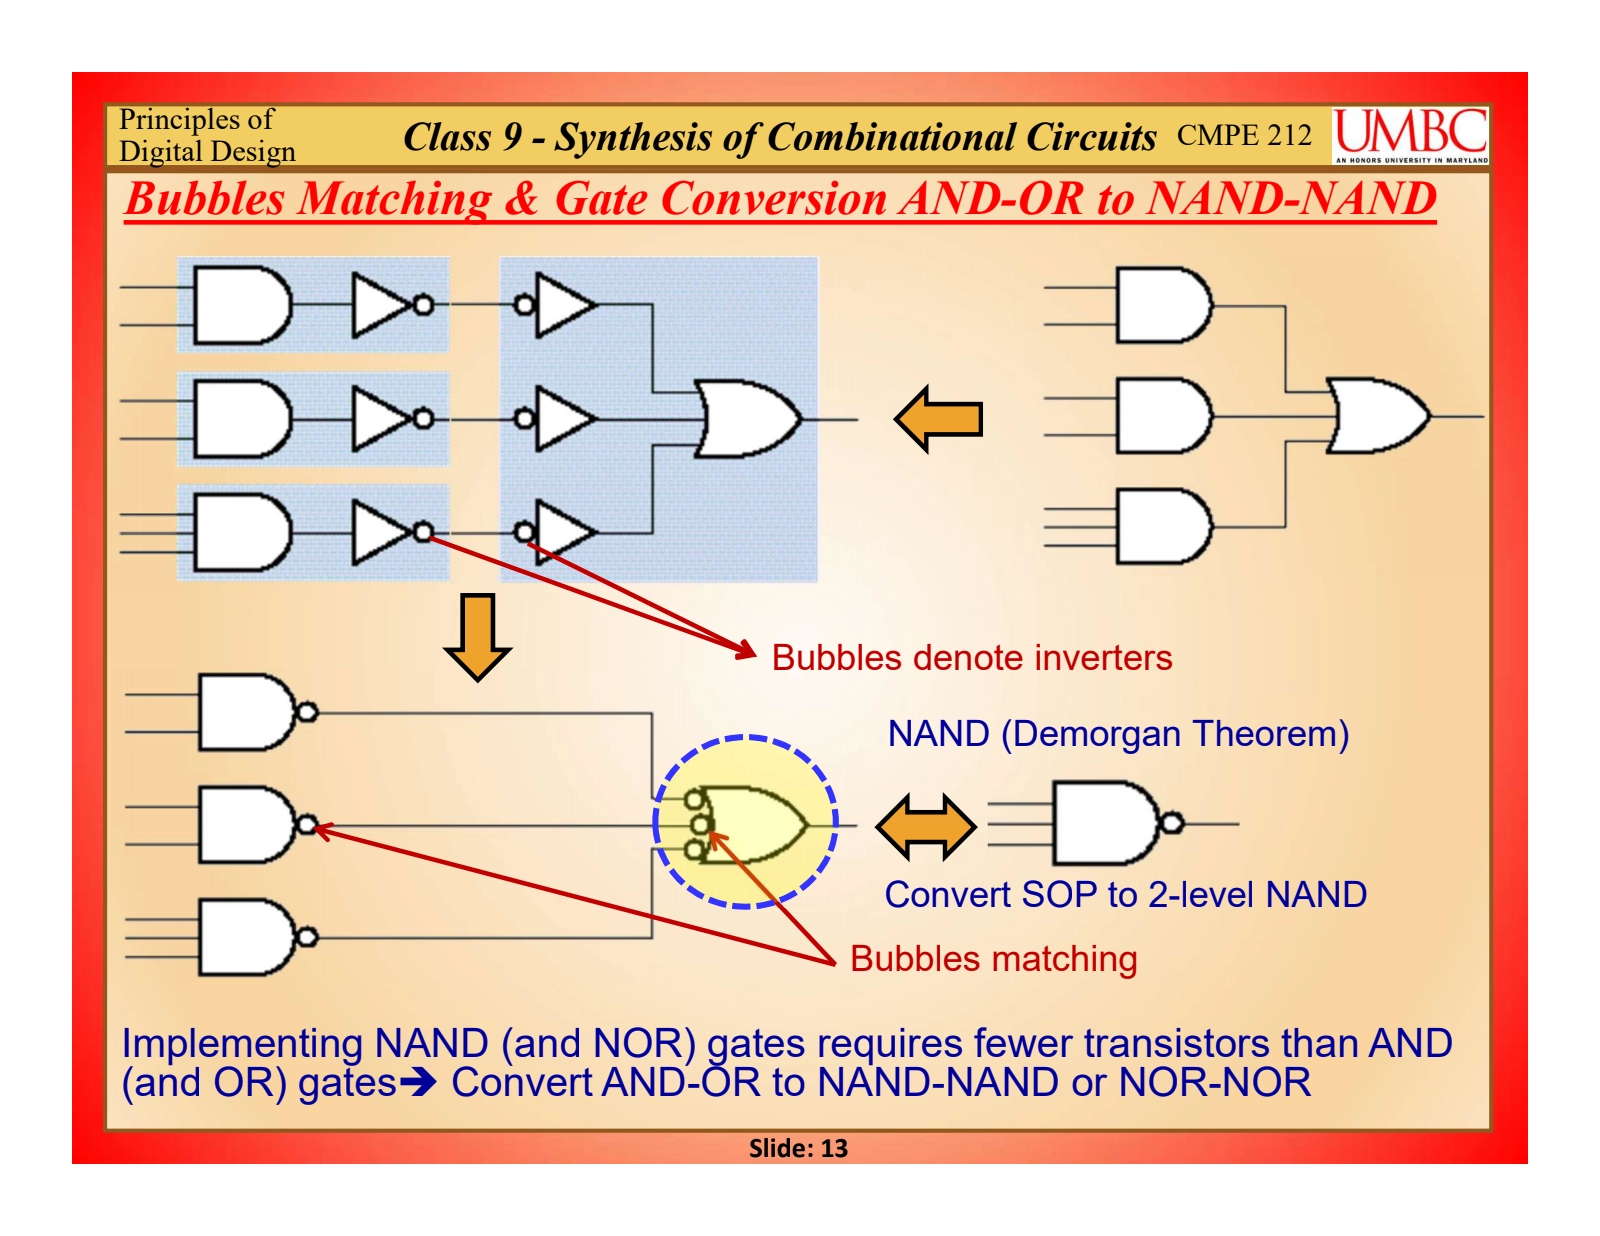 Principles of
Digital Design
Class 9 - Synthesis of Combinational Circuits
CMPE 212
UMBC
AN HONORS UNIVERSITY IN MARYLAND
Bubbles Matching & Gate Conversion AND-OR to NAND-NAND
Bubbles denote inverters
NAND (Demorgan Theorem)
Convert SOP to 2-level NAND
Bubbles matching
Implementing NAND (and NOR) gates requires fewer transistors than AND
(and OR) gates➔ Convert AND-OR to NAND-NAND or NOR-NOR
Slide: 13